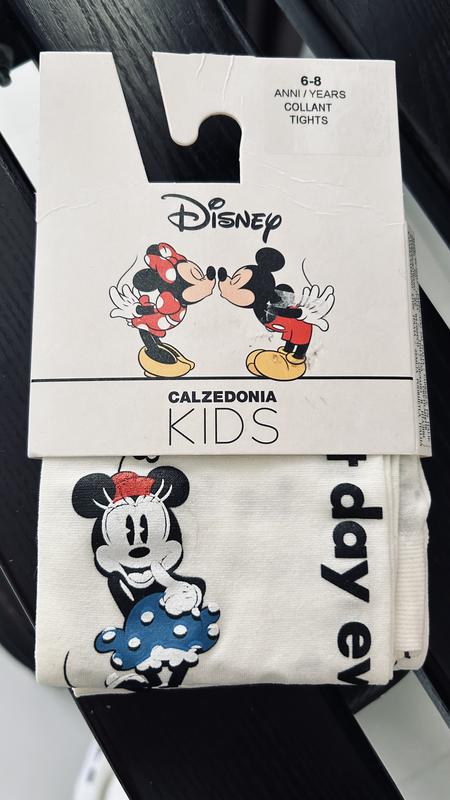 6-8
ANNI / YEARS
COLLANT
TIGHTS
Disney
CALZEDONIA
KIDS
day